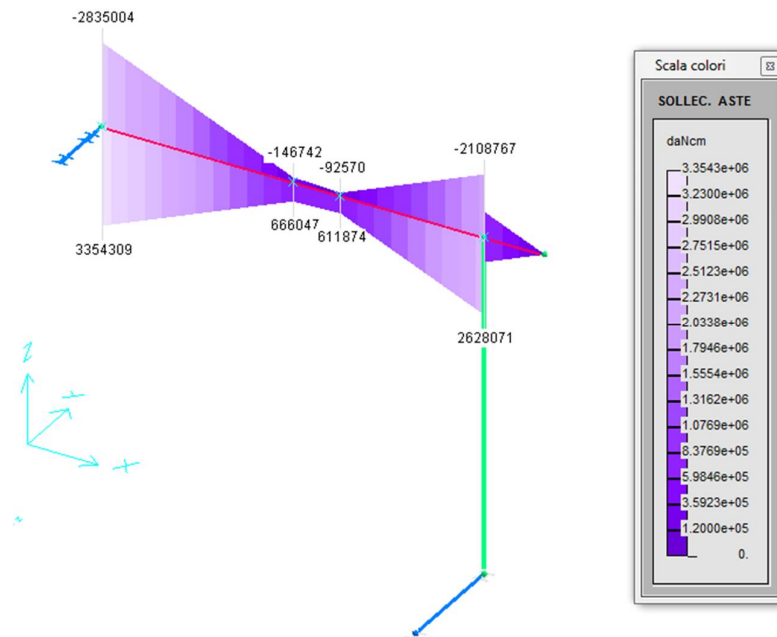 -2835004
-146742
-92570
-2108767
3354309
666047
611874
2628071
Z
Y
X
Scala colori
SOLLEC. ASTE
daNcm
3.3543e+06
3.2300e+06
2.9908e+06
2.7515e+06
2.5123e+06
2.2731e+06
2.0338e+06
1.7946e+06
1.5554e+06
1.3162e+06
1.0769e+06
8.3769e+05
5.9846e+05
3.5923e+05
1.2000e+05
0.